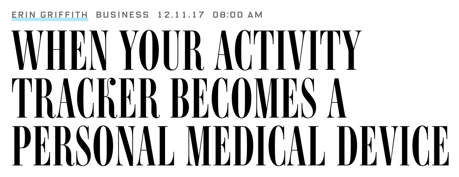 ERIN GRIFFITH BUSINESS 12.11.17 08:00 AM
WHEN YOUR ACTIVITY
TRACKER BECOMES A
PERSONAL MEDICAL DEVICE